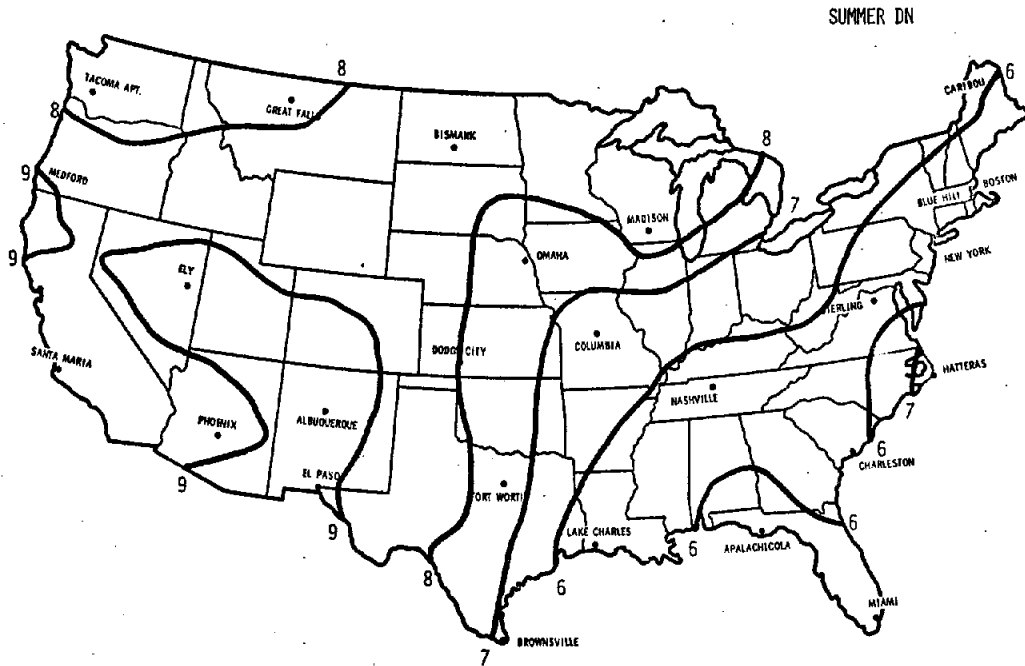 SUMMER DN
8
6
TACOMA APT.
CARIBOU
8
GREAT FALLS
BISMARK
8
9
MEDFORD
MADISON
7
BLUE HILL
BOSTON
9
ELY
OMAHA
NEW YORK
STERLING
SANTA MARIA
DODGE CITY
COLUMBIA
HATTERAS
NASHVILLE
7
PHOENIX
ALBUQUERQUE
6
CHARLESTON
9
EL PASO
FORT WORTH
9
LAKE CHARLES
6
6
APALACHICOLA
8
6
MIAMI
BROWNSVILLE
7